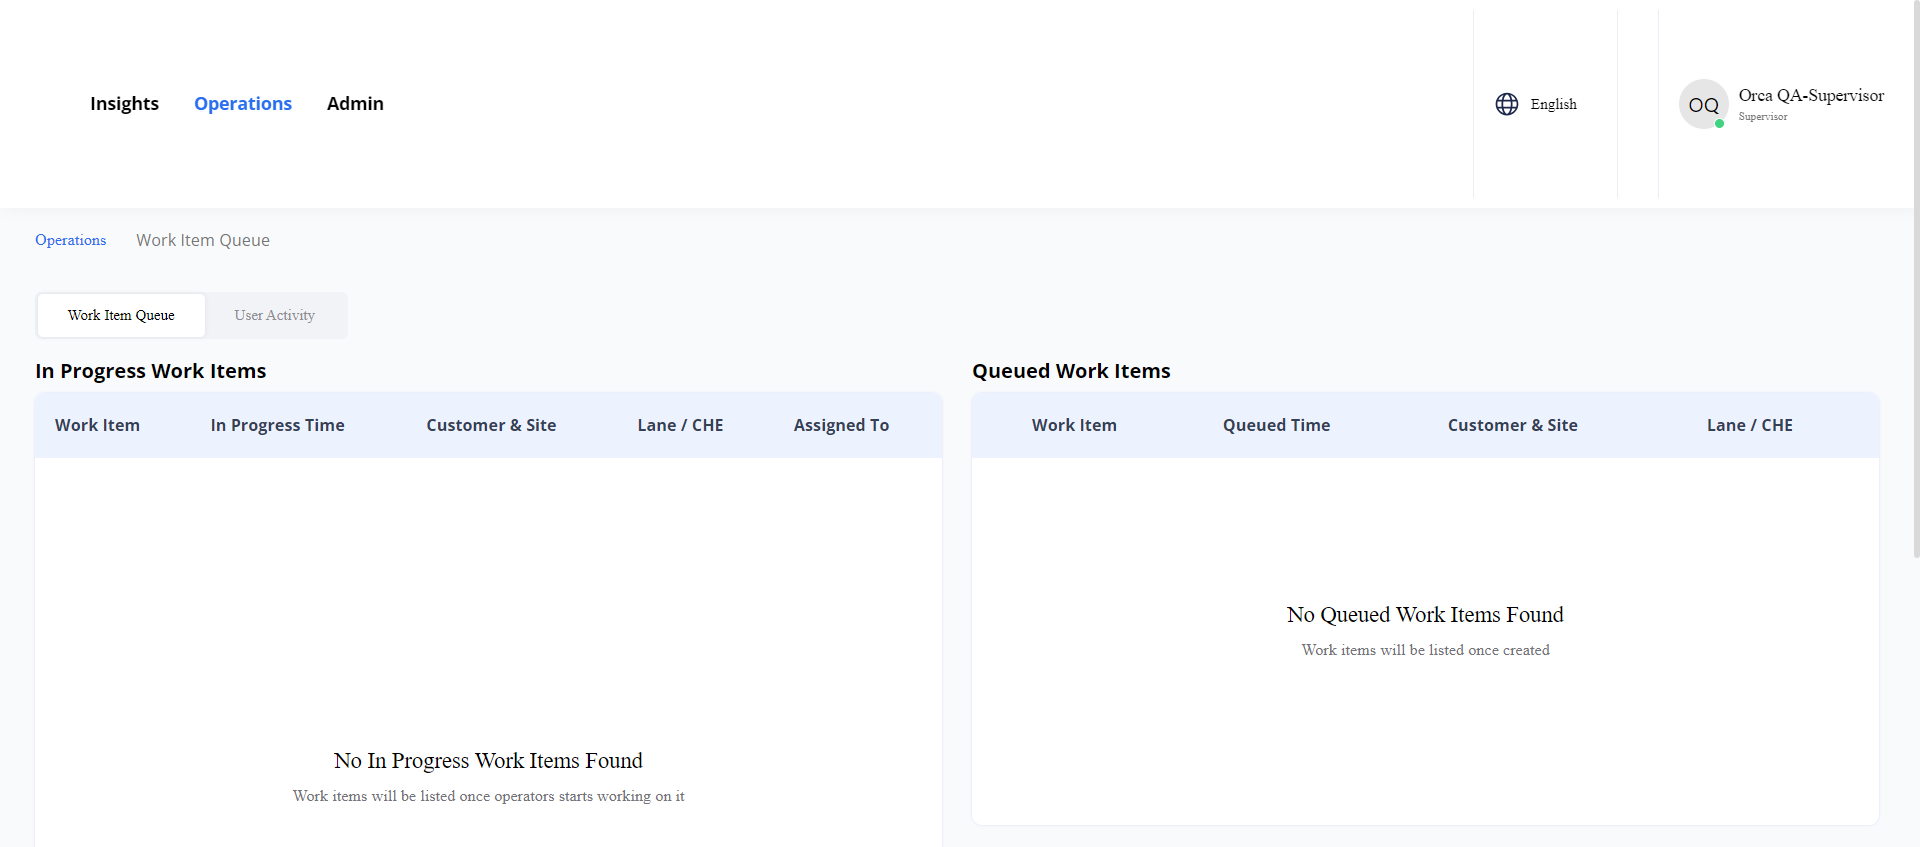 Insights Operations Admin
English
OQ
Orca QA-Supervisor
Supervisor
Operations Work Item Queue
Work Item Queue User Activity
In Progress Work Items
Work Item In Progress Time Customer & Site Lane / CHE Assigned To
No In Progress Work Items Found
Work items will be listed once operators starts working on it
Queued Work Items
Work Item Queued Time Customer & Site Lane / CHE
No Queued Work Items Found
Work items will be listed once created